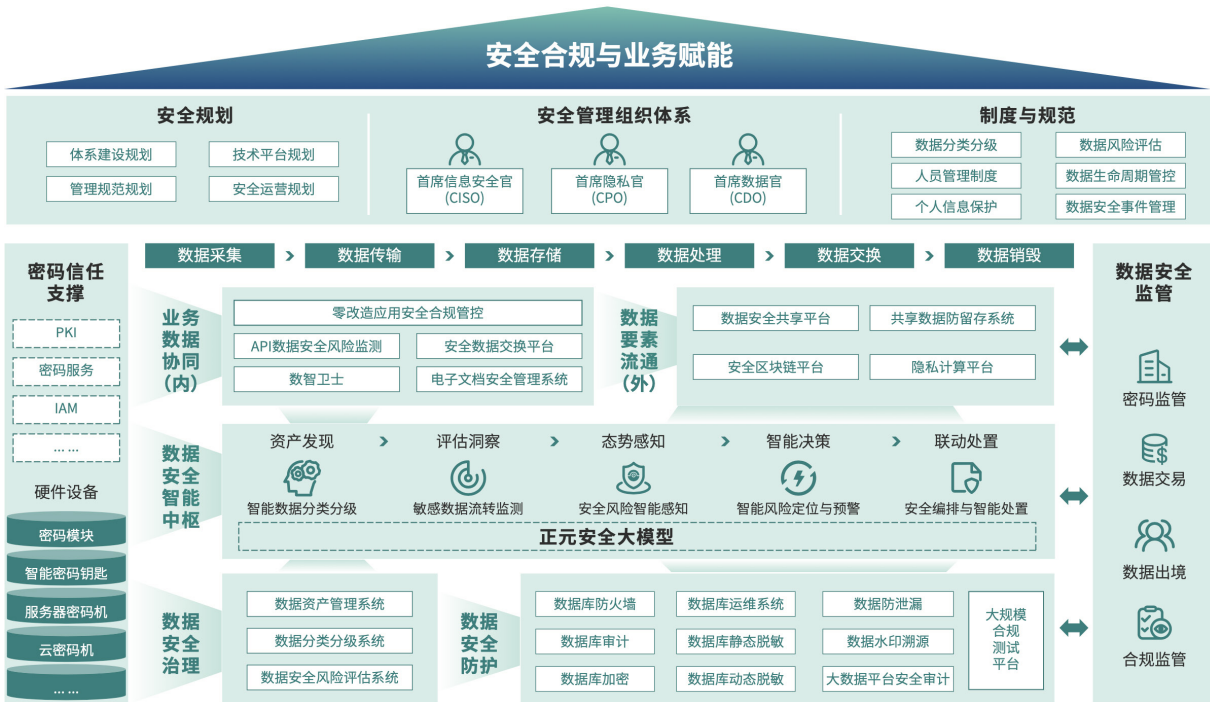 安全合规与业务赋能
安全规划
体系建设规划
技术平台规划
管理规范规划
安全运营规划
安全管理组织体系
首席信息安全官
(CISO)
首席隐私官
(CPO)
首席数据官
(CDO)
制度与规范
数据分类分级
数据风险评估
人员管理制度
数据生命周期管控
个人信息保护
数据安全事件管理
密码信任
支撑
PKI
密码服务
IAM
... ...
硬件设备
密码模块
智能密码钥匙
服务器密码机
云密码机
... ...
数据采集
数据传输
数据存储
数据处理
数据交换
数据销毁
业务
数据
协同
（内）
零改造应用安全合规管控
API数据安全风险监测
安全数据交换平台
数智卫士
电子文档安全管理系统
数据
要素
流通
（外）
数据安全共享平台
共享数据防留存系统
安全区块链平台
隐私计算平台
数据
安全
智能
中枢
资产发现
评估洞察
态势感知
智能决策
联动处置
智能数据分类分级
敏感数据流转监测
安全风险智能感知
智能风险定位与预警
安全编排与智能处置
正元安全大模型
数据
安全
治理
数据资产管理系统
数据分类分级系统
数据安全风险评估系统
数据
安全
防护
数据库防火墙
数据库运维系统
数据防泄漏
数据库审计
数据库静态脱敏
数据水印溯源
数据库加密
数据库动态脱敏
大数据平台安全审计
大规模
合规
测试
平台
数据安全
监管
密码监管
数据交易
数据出境
合规监管